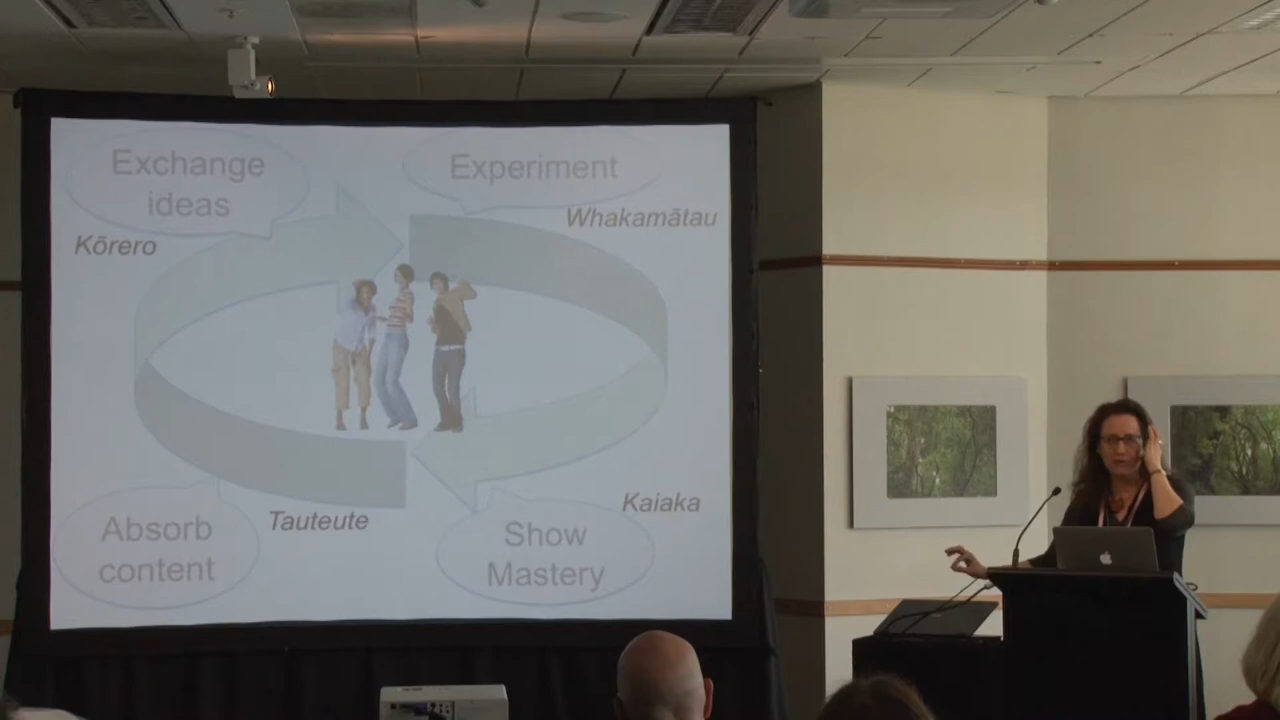 Exchange
ideas
Experiment
Whakamātau
Kōrero
Absorb
content
Tauteute
Kaiaka
Show
Mastery